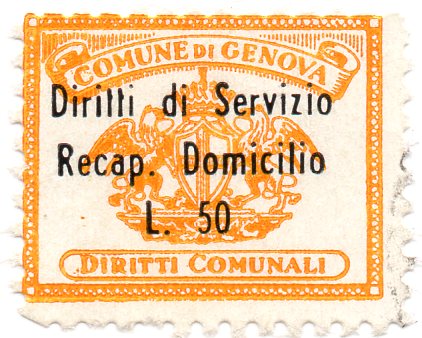 COMUNE DI GENOVA
Diritti di Servizio
Recap. Domicilio
L. 50
DIRITTI COMUNALI